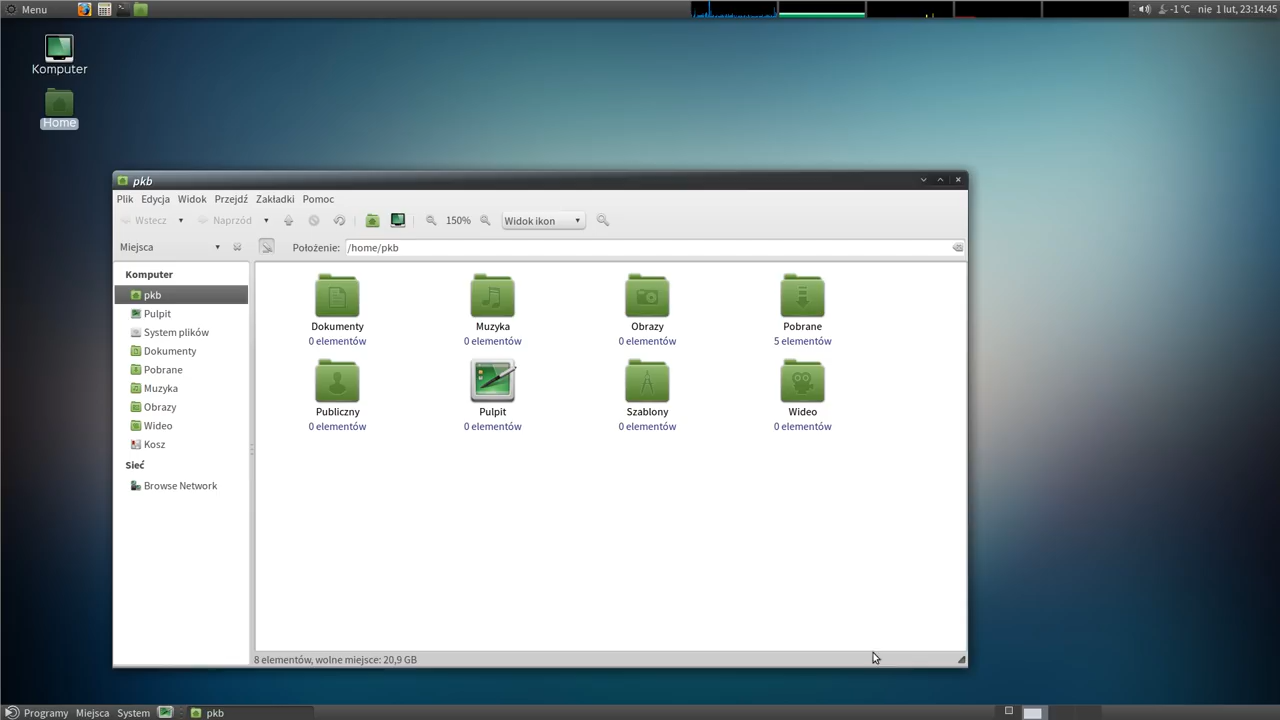 Menu
-1 °C nie 1 lut, 23:14:45
Komputer
Home
pkb
Plik Edycja Widok Przejdź Zakładki Pomoc
Wstecz Naprzód 150% Widok ikon
Miejsca Położenie: /home/pkb
Komputer
pkb
Pulpit
System plików
Dokumenty
Pobrane
Muzyka
Obrazy
Wideo
Kosz
Sieć
Browse Network
Dokumenty Muzyka Obrazy Pobrane
0 elementów 0 elementów 0 elementów 5 elementów
Publiczny Pulpit Szablony Wideo
0 elementów 0 elementów 0 elementów 0 elementów
8 elementów, wolne miejsce: 20,9 GB
Programy Miejsca System pkb